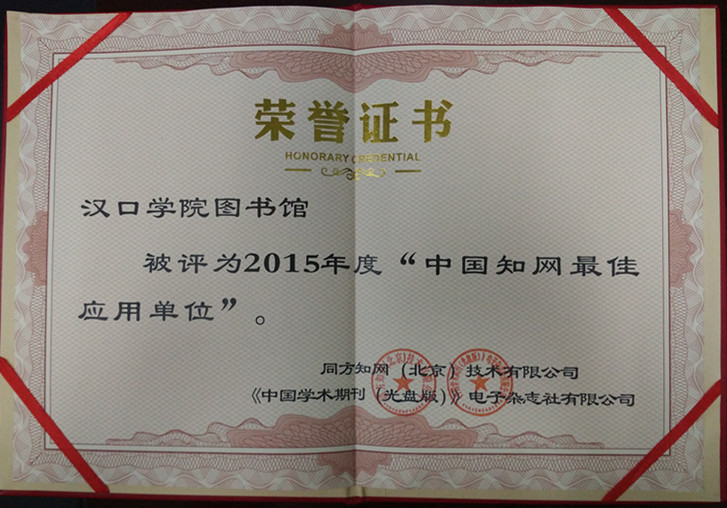 荣誉证书
HONORARY CREDENTIAL
汉口学院图书馆
被评为2015年度“中国知网最佳
应用单位”。
同方知网（北京）技术有限公司
《中国学术期刊（光盘版）》电子杂志社有限公司